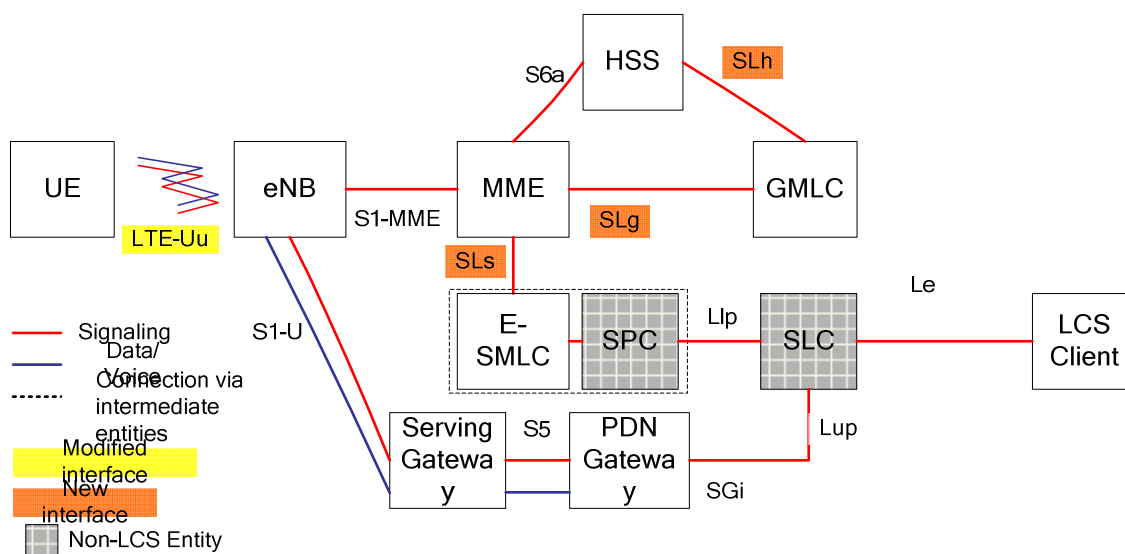 HSS
SLh
S6a
UE
eNB
MME
GMLC
S1-MME
SLg
LTE-Uu
SLs
Le
E-
SMLC
SPC
Llp
SLC
LCS
Client
S1-U
Signaling
Data/
Voice
Connection via
intermediate
entities
Modified
interface
New
interface
Non-LCS Entity
Serving
Gatewa
y
S5
PDN
Gatewa
y
SGi
Lup